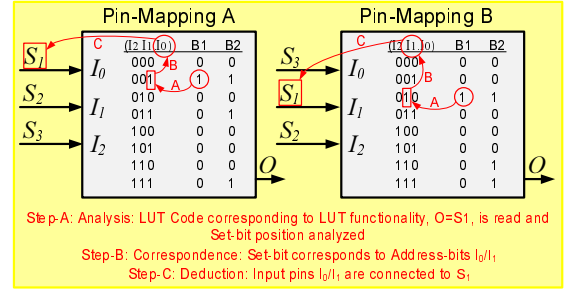 Pin-Mapping A
Pin-Mapping B
C (I2 I1 I0) B1 B2
S1 I0 000 0 0
B
001 1 1
A
S2 I1 010 0 0
011 0 1
S3 I2 100 0 0
101 0 0
110 0 1
111 0 1
O
C (I2 I1 I0) B1 B2
S3 I0 000 0 0
001 0 1
B
S1 I1 010 1 0
A
011 0 1
S2 I2 100 0 0
101 0 0
110 0 0
111 0 1
O
Step-A: Analysis: LUT Code corresponding to LUT functionality, O=S1, is read and
Set-bit position analyzed
Step-B: Correspondence: Set-bit corresponds to Address-bits I0/I1
Step-C: Deduction: Input pins I0/I1 are connected to S1